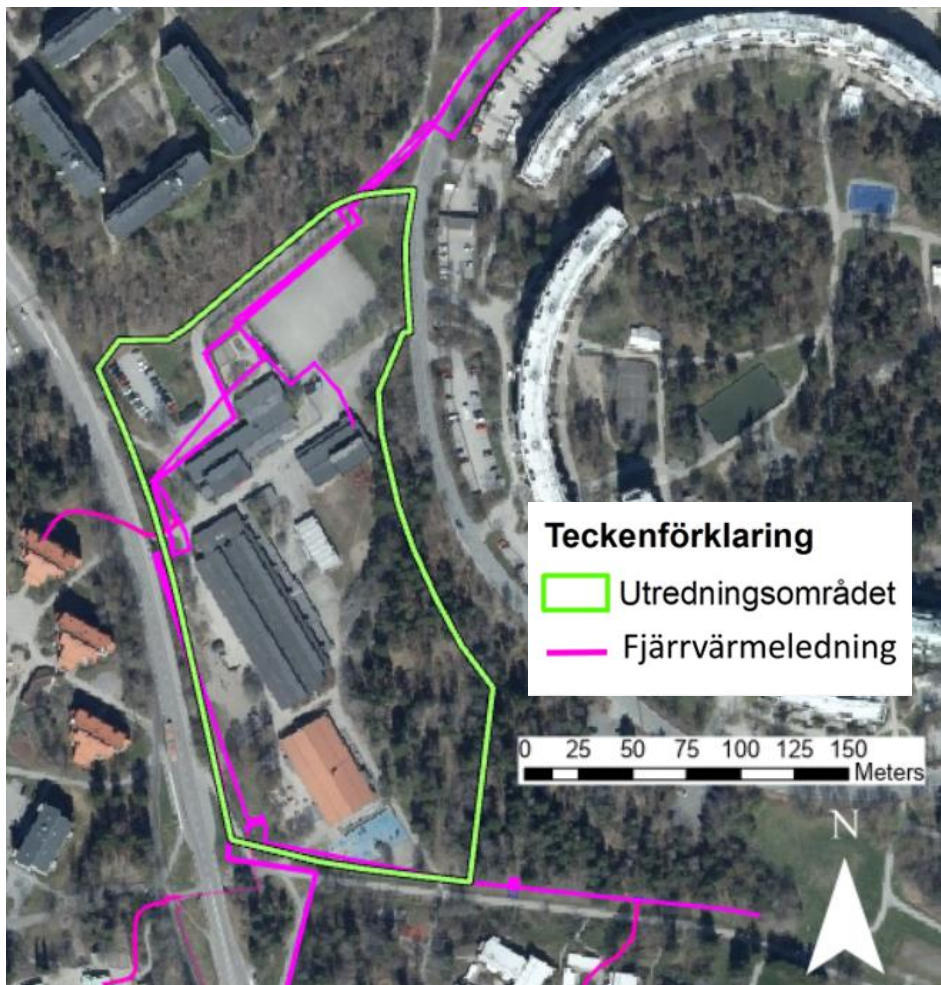 Teckenförklaring
Utredningsområdet
Fjärrvärmeledning
0 25 50 75 100 125 150
Meters
N